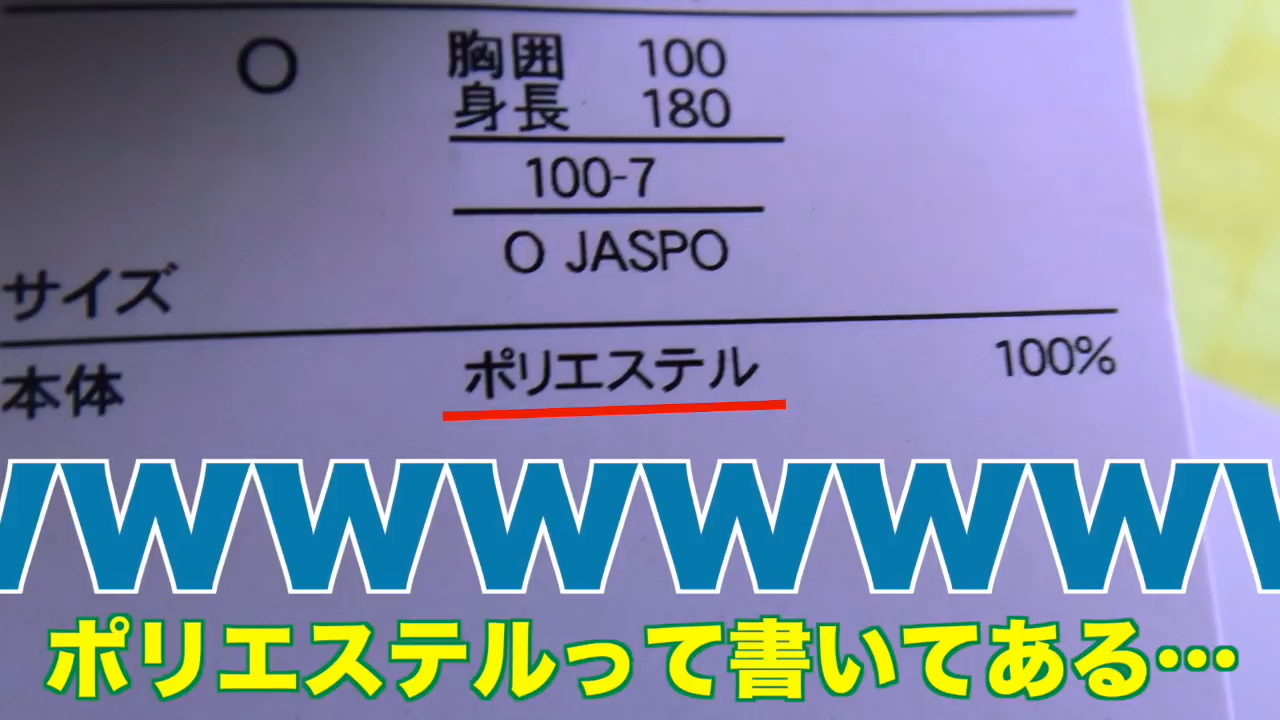 ○ 胸囲 100
身長 180
100-7
O JASPO
サイズ
本体 ポリエステル 100%
WWWWWWW
ポリエステルって書いてある…